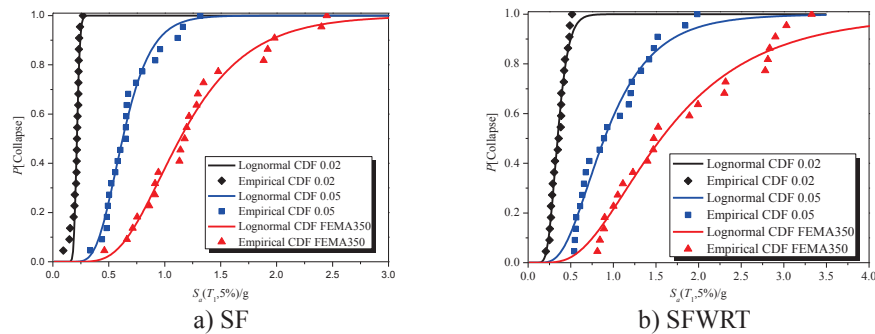 1.0
0.8
0.6
0.4
0.2
0.0
P[Collapse]
Lognormal CDF 0.02
Empirical CDF 0.02
Lognormal CDF 0.05
Empirical CDF 0.05
Lognormal CDF FEMA350
Empirical CDF FEMA350
0.0 0.5 1.0 1.5 2.0 2.5 3.0
Sa(T1,5%)/g
a) SF
1.0
0.8
0.6
0.4
0.2
0.0
P[Collapse]
Lognormal CDF 0.02
Empirical CDF 0.02
Lognormal CDF 0.05
Empirical CDF 0.05
Lognormal CDF FEMA350
Empirical CDF FEMA350
0.0 0.5 1.0 1.5 2.0 2.5 3.0 3.5 4.0
Sa(T1,5%)/g
b) SFWRT